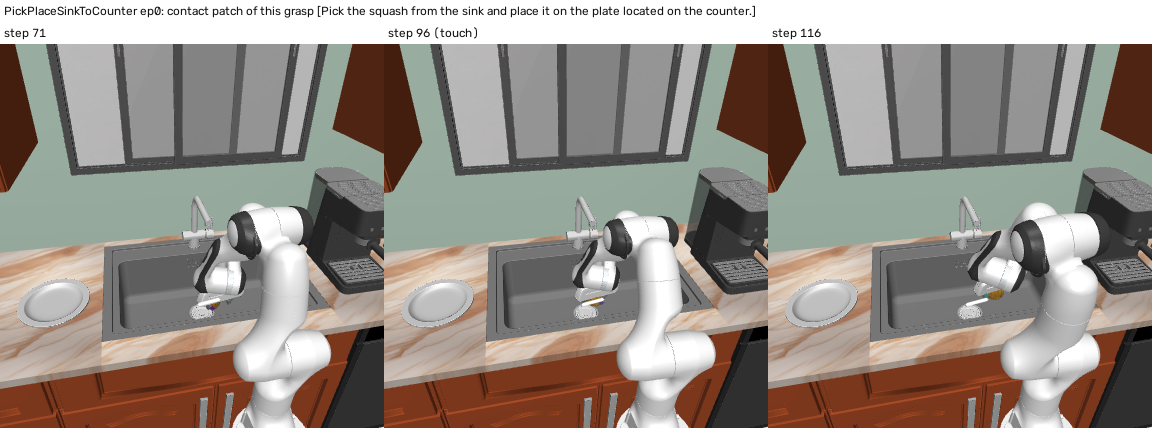 PickPlaceSinkToCounter ep0: contact patch of this grasp [Pick the squash from the sink and place it on the plate located on the counter.]
step 71
step 96 (touch)
step 116